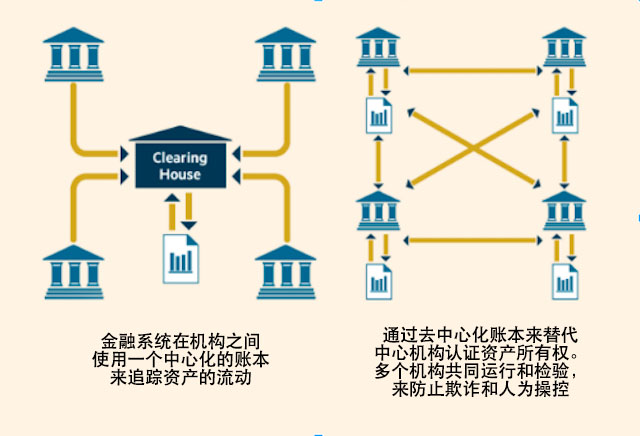 Clearing
House
金融系统在机构之间
使用一个中心化的账本
来追踪资产的流动
通过去中心化账本来替代
中心机构认证资产所有权。
多个机构共同运行和检验，
来防止欺诈和人为操控